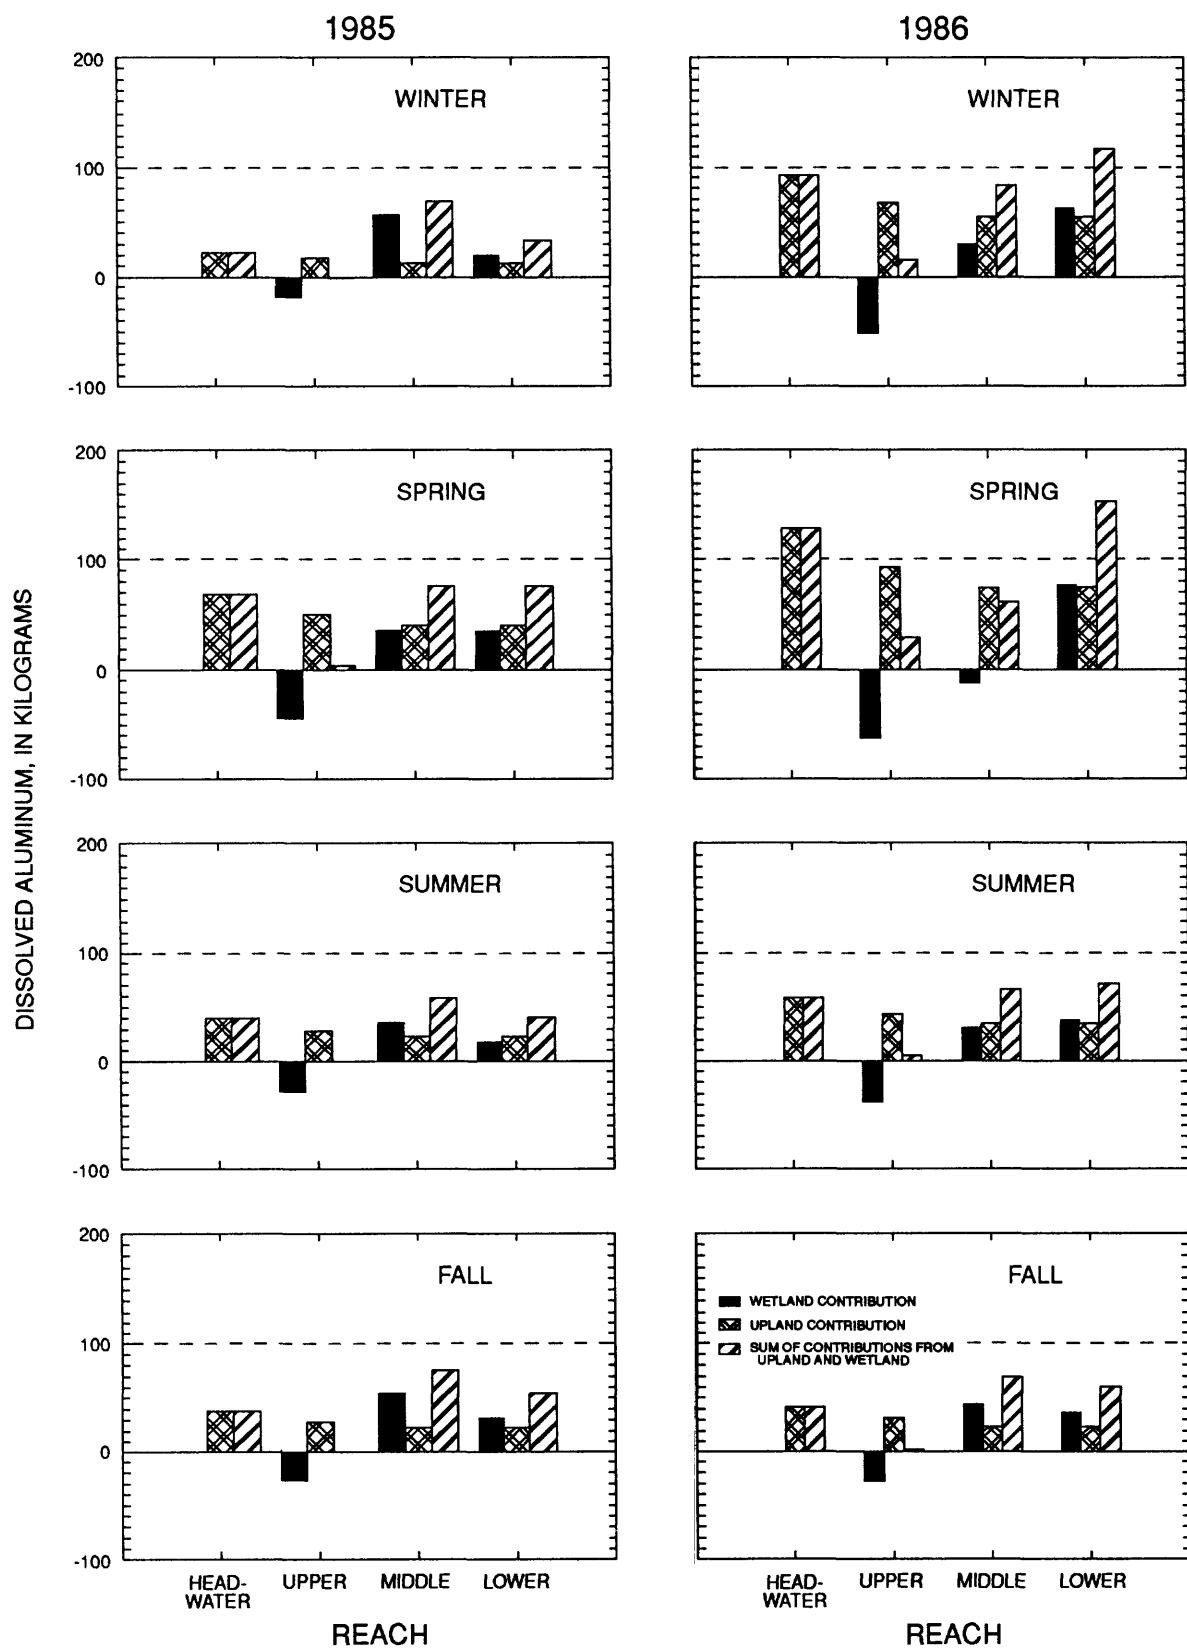 1985
1986
200
100
0
-100
WINTER
WINTER
200
100
0
-100
SPRING
SPRING
DISSOLVED ALUMINUM, IN KILOGRAMS
200
100
0
-100
SUMMER
SUMMER
200
100
0
-100
FALL
FALL
WETLAND CONTRIBUTION
UPLAND CONTRIBUTION
SUM OF CONTRIBUTIONS FROM
UPLAND AND WETLAND
HEAD-
WATER
UPPER
MIDDLE
LOWER
HEAD-
WATER
UPPER
MIDDLE
LOWER
REACH
REACH